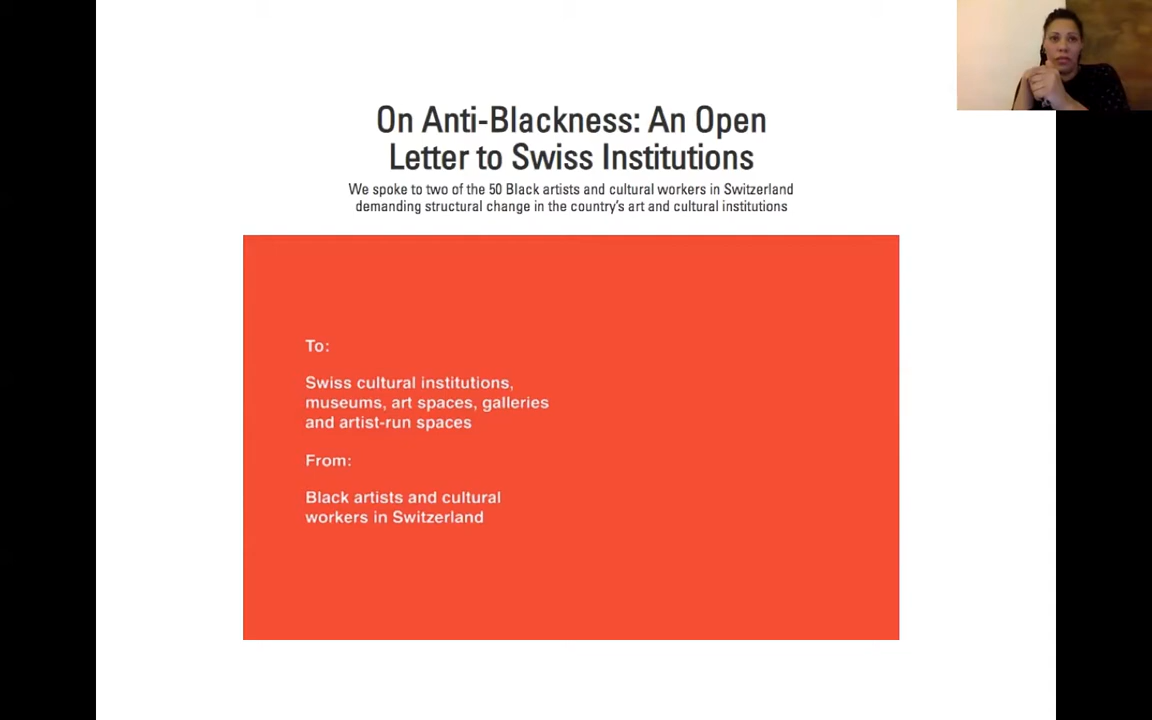 On Anti-Blackness: An Open
Letter to Swiss Institutions
We spoke to two of the 50 Black artists and cultural workers in Switzerland
demanding structural change in the country's art and cultural institutions
To:
Swiss cultural institutions,
museums, art spaces, galleries
and artist-run spaces
From:
Black artists and cultural
workers in Switzerland